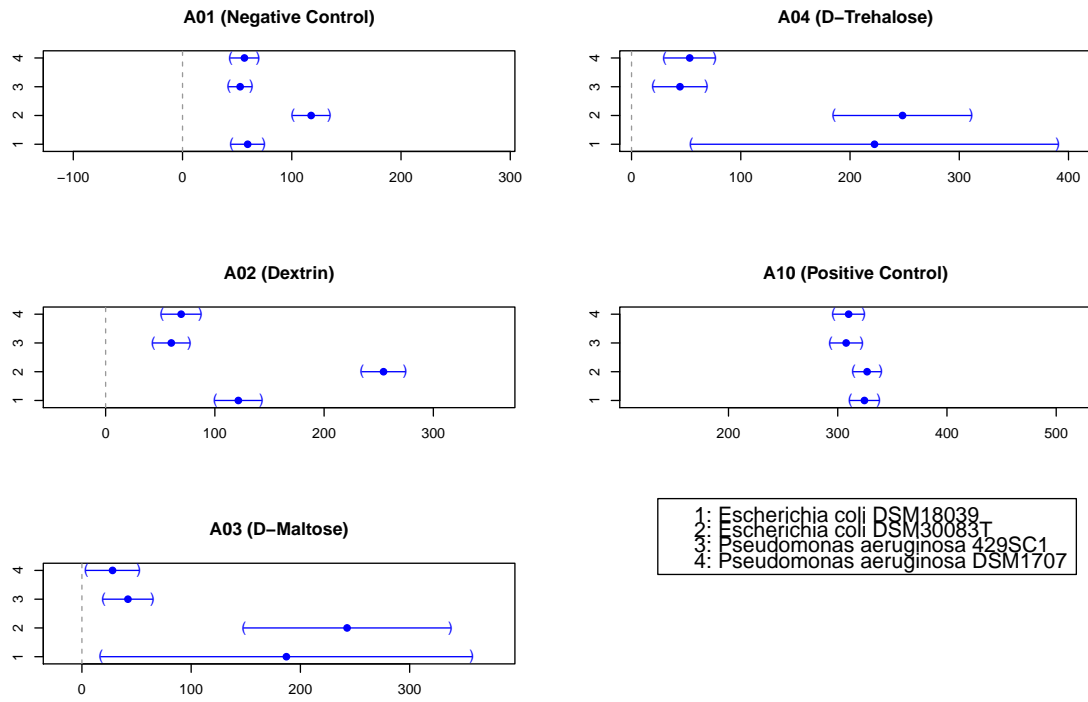 A01 (Negative Control)
4
3
2
1
−100 0 100 200 300
A04 (D−Trehalose)
4
3
2
1
0 100 200 300 400
A02 (Dextrin)
4
3
2
1
0 100 200 300
A10 (Positive Control)
4
3
2
1
200 300 400 500
A03 (D−Maltose)
4
3
2
1
0 100 200 300
1: Escherichia coli DSM18039
2: Escherichia coli DSM30083T
3: Pseudomonas aeruginosa 429SC1
4: Pseudomonas aeruginosa DSM1707